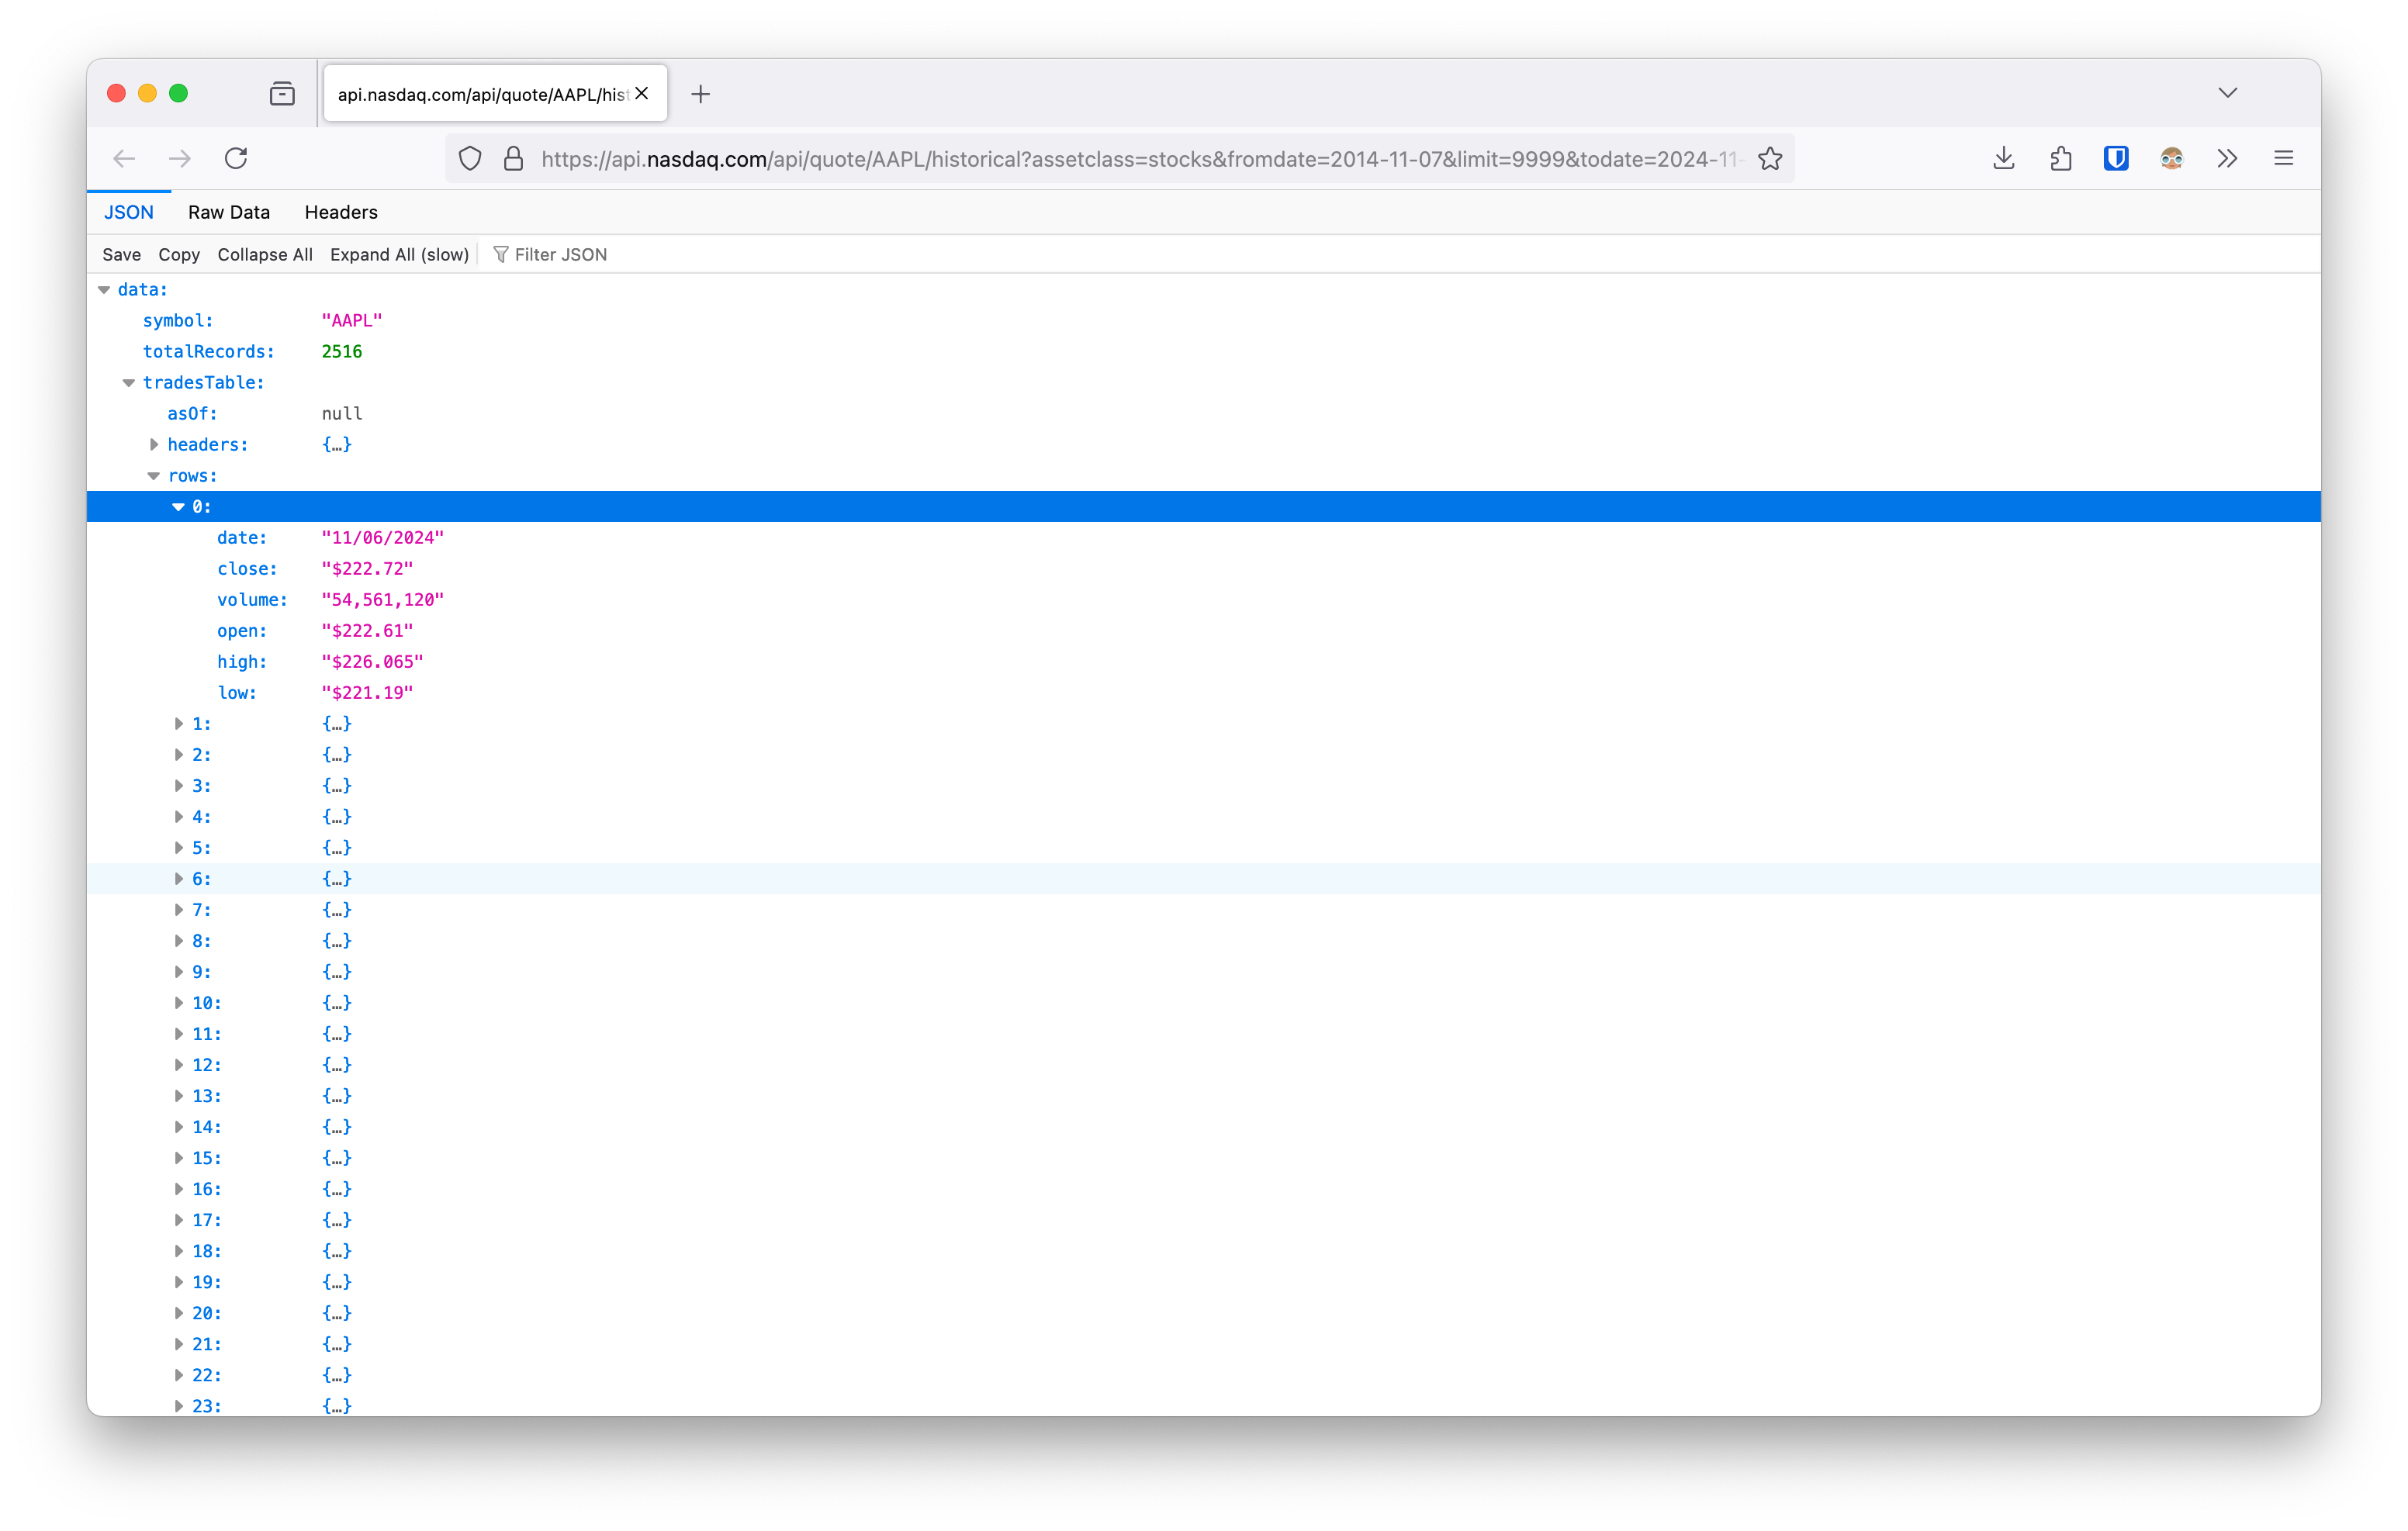 api.nasdaq.com/api/quote/AAPL/hist
https://api.nasdaq.com/api/quote/AAPL/historical?assetclass=stocks&fromdate=2014-11-07&limit=9999&todate=2024-11-
JSON Raw Data Headers
Save Copy Collapse All Expand All (slow) Filter JSON
data:
symbol: "AAPL"
totalRecords: 2516
tradesTable:
asOf: null
headers: {…}
rows:
0:
date: "11/06/2024"
close: "$222.72"
volume: "54,561,120"
open: "$222.61"
high: "$226.065"
low: "$221.19"
1: {…}
2: {…}
3: {…}
4: {…}
5: {…}
6: {…}
7: {…}
8: {…}
9: {…}
10: {…}
11: {…}
12: {…}
13: {…}
14: {…}
15: {…}
16: {…}
17: {…}
18: {…}
19: {…}
20: {…}
21: {…}
22: {…}
23: {…}